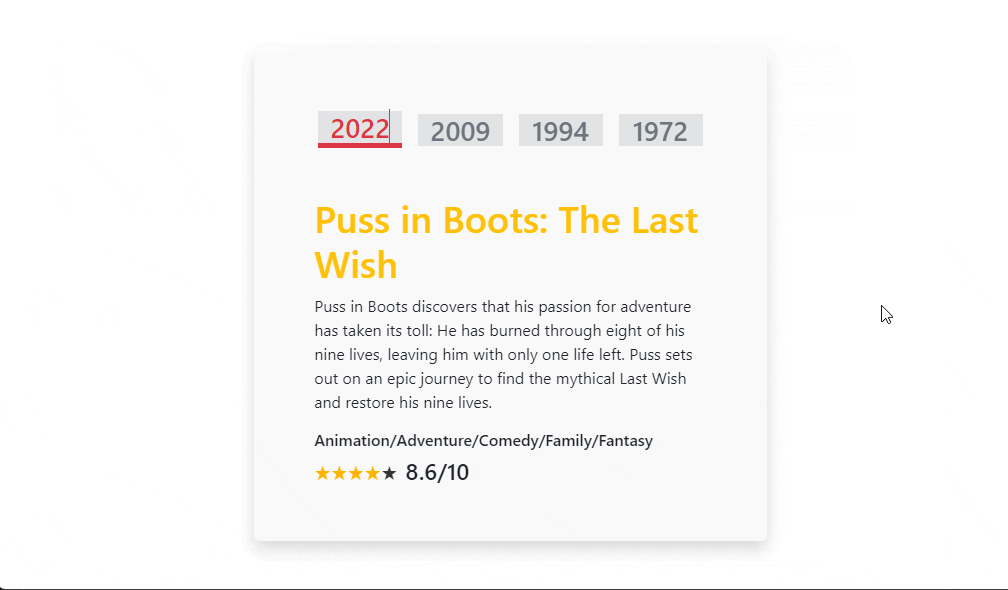 2022 2009 1994 1972
Puss in Boots: The Last
Wish
Puss in Boots discovers that his passion for adventure
has taken its toll: He has burned through eight of his
nine lives, leaving him with only one life left. Puss sets
out on an epic journey to find the mythical Last Wish
and restore his nine lives.
Animation/Adventure/Comedy/Family/Fantasy
★★★★★ 8.6/10